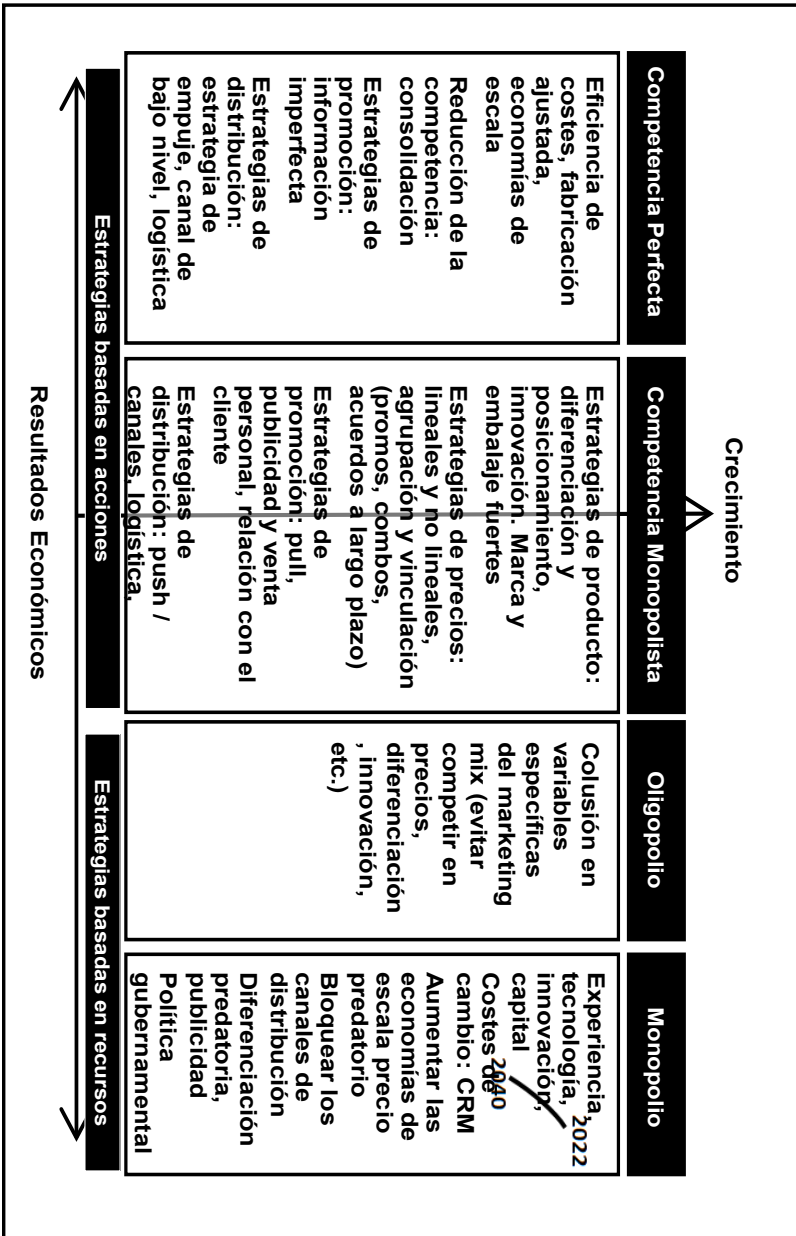 Crecimiento
Competencia Perfecta
Eficiencia de
costes, fabricación
ajustada,
economías de
escala
Reducción de la
competencia:
consolidación
Estrategias de
promoción:
información
imperfecta
Estrategias de
distribución:
estrategia de
empuje, canal de
bajo nivel, logística
Competencia Monopolista
Estrategias de producto:
diferenciación y
posicionamiento,
innovación. Marca y
embalaje fuertes
Estrategias de precios:
lineales y no lineales,
agrupación y vinculación
(promos, combos,
acuerdos a largo plazo)
Estrategias de
promoción: pull,
publicidad y venta
personal, relación con el
cliente
Estrategias de
distribución: push /
canales, logística,
Oligopolio
Colusión en
variables
específicas
del marketing
mix (evitar
competir en
precios,
diferenciación
, innovación,
etc.)
Monopolio
Experiencia,
tecnología,
innovación,
capital
Costes de
cambio: CRM
Aumentar las
economías de
escala precio
predatorio
Bloquear los
canales de
distribución
Diferenciación
predatoria,
publicidad
Política
gubernamental
2022
2040
Estrategias basadas en acciones
Estrategias basadas en recursos
Resultados Económicos